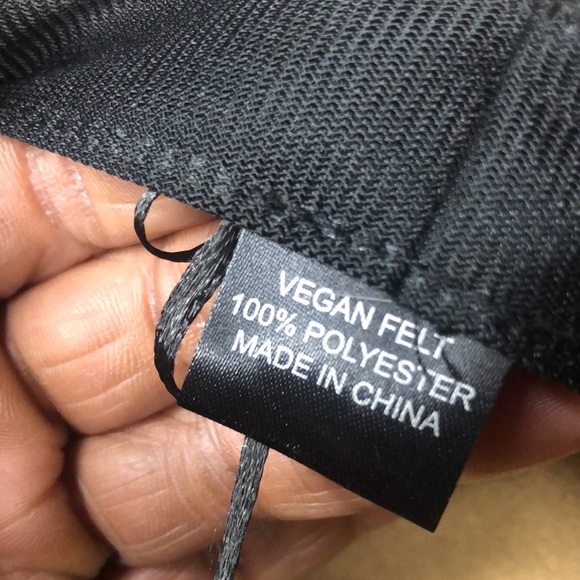 VEGAN FELT
100% POLYESTER
MADE IN CHINA